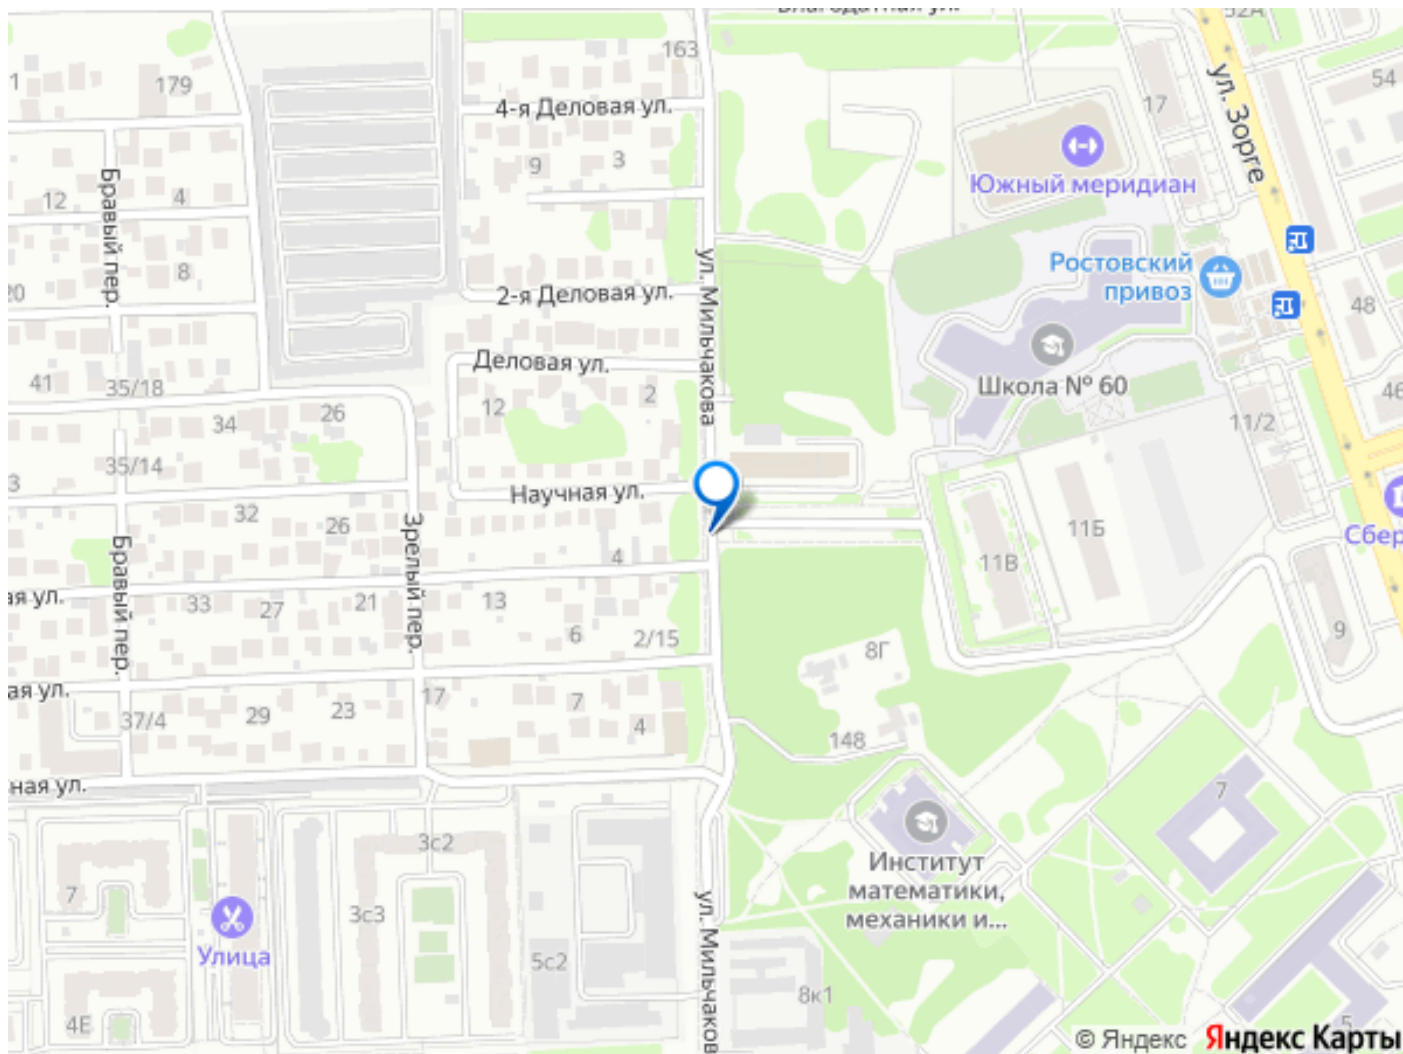 52А
163
54
179
ул. Зорге
17
4-я Деловая ул.
9
3
Бравый пер.
12
4
Южный меридиан
ул. Мильчакова
8
Ростовский
привоз
2-я Деловая ул.
48
Деловая ул.
Школа № 60
41
35/18
2
12
46
34
26
11/2
35/14
3
Научная ул.
32
26
Зрелый пер.
11Б
Сбер
Бравый пер.
4
11В
ая ул.
33
27
21
13
6
2/15
8Г
9
ая ул.
37/4
29
23
17
7
4
148
ная ул.
7
3с2
Институт
математики,
механики и...
7
3с3
ул. Мильчаков
Улица
5с2
8к1
4Е
5
© Яндекс Яндекс Карты